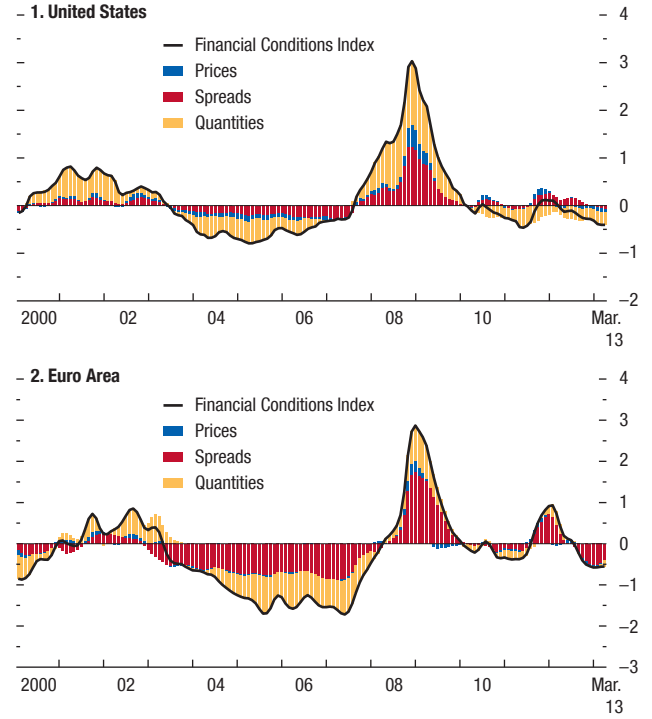 1. United States
Financial Conditions Index
Prices
Spreads
Quantities
4
3
2
1
0
–1
–2
2000 02 04 06 08 10 Mar.
13
2. Euro Area
Financial Conditions Index
Prices
Spreads
Quantities
4
3
2
1
0
–1
–2
–3
2000 02 04 06 08 10 Mar.
13